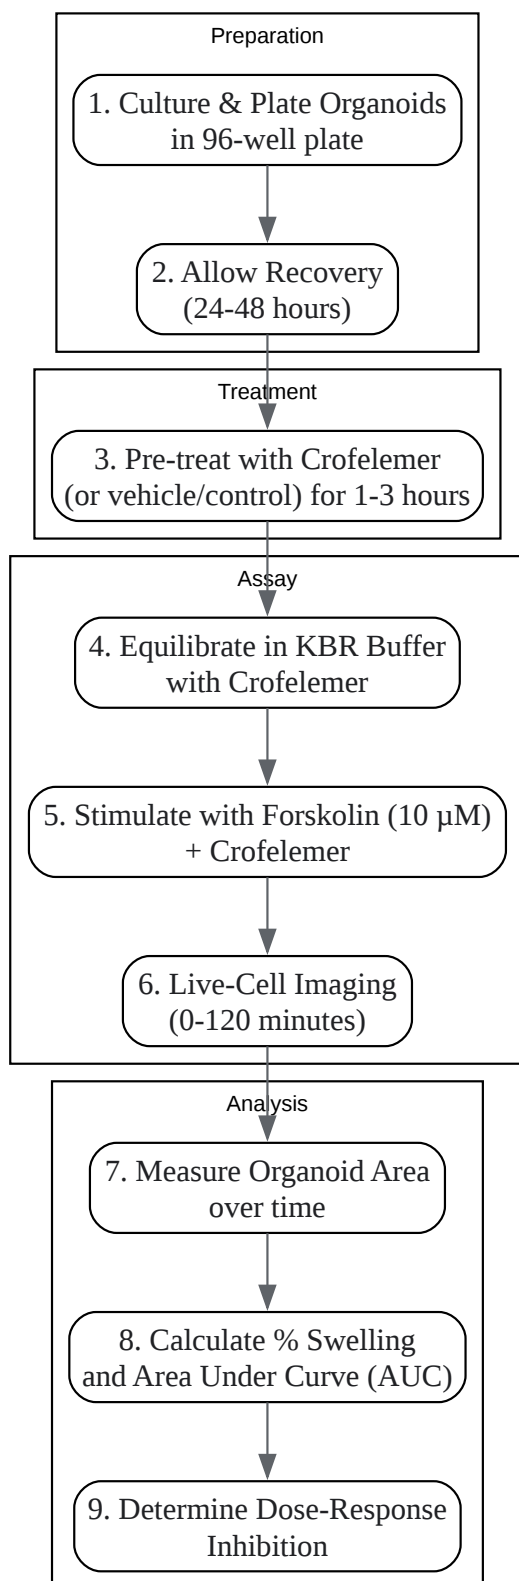 Preparation
1. Culture & Plate Organoids
in 96-well plate
2. Allow Recovery
(24-48 hours)
Treatment
3. Pre-treat with Crofelemer
(or vehicle/control) for 1-3 hours
Assay
4. Equilibrate in KBR Buffer
with Crofelemer
5. Stimulate with Forskolin (10 µM)
+ Crofelemer
6. Live-Cell Imaging
(0-120 minutes)
Analysis
7. Measure Organoid Area
over time
8. Calculate % Swelling
and Area Under Curve (AUC)
9. Determine Dose-Response
Inhibition